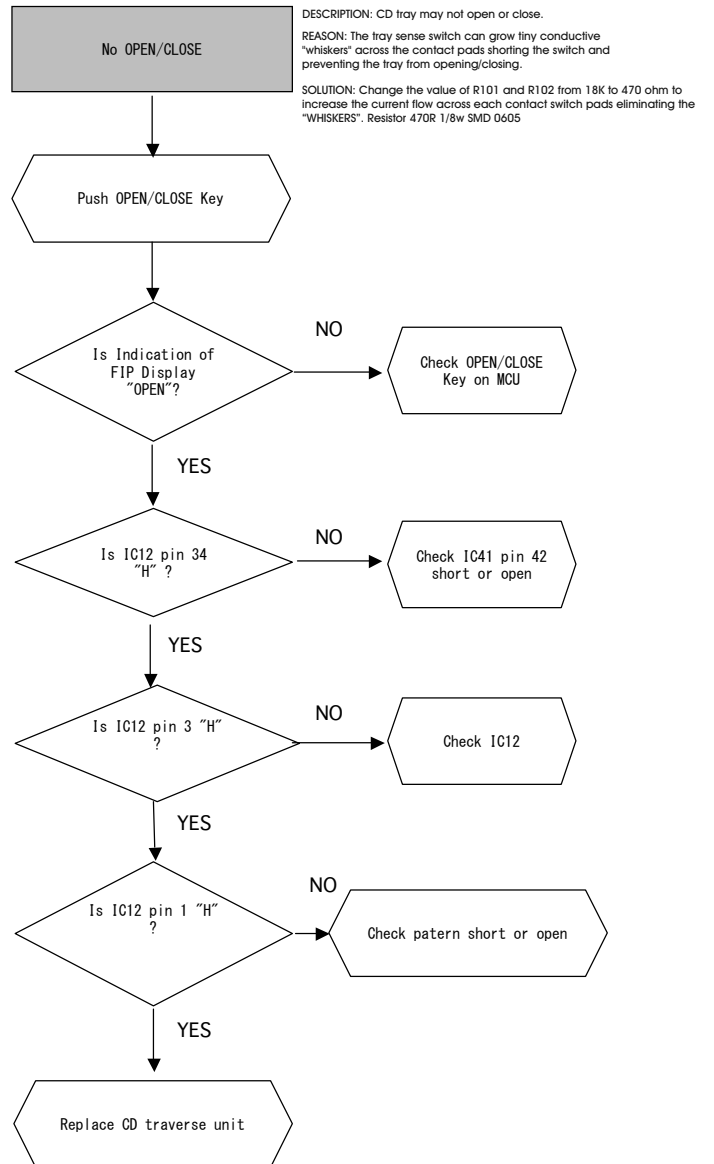 No OPEN/CLOSE
DESCRIPTION: CD tray may not open or close.
REASON: The tray sense switch can grow tiny conductive
"whiskers" across the contact pads shorting the switch and
preventing the tray from opening/closing.
SOLUTION: Change the value of R101 and R102 from 18K to 470 ohm to
increase the current flow across each contact switch pads eliminating the
“WHISKERS”. Resistor 470R 1/8w SMD 0605
Push OPEN/CLOSE Key
Is Indication of
FIP Display
"OPEN"?
NO
Check OPEN/CLOSE
Key on MCU
YES
Is IC12 pin 34
"H" ?
NO
Check IC41 pin 42
short or open
YES
Is IC12 pin 3 "H"
?
NO
Check IC12
YES
Is IC12 pin 1 "H"
?
NO
Check patern short or open
YES
Replace CD traverse unit